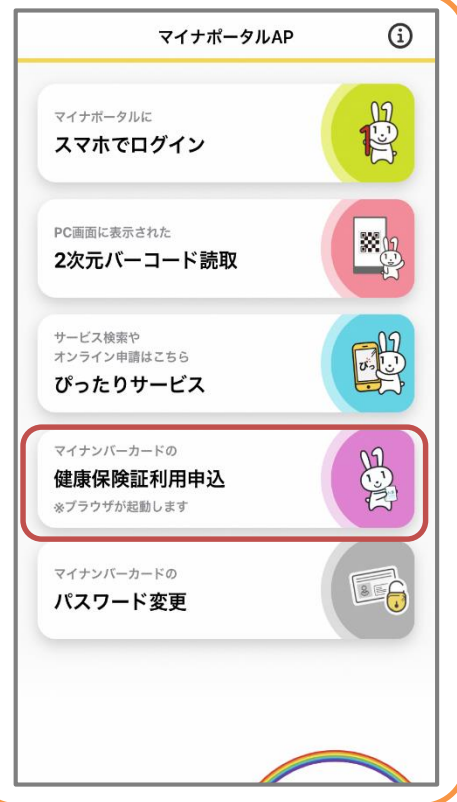 マイナポータルAP
マイナポータルに
スマホでログイン
PC画面に表示された
2次元バーコード読取
サービス検索や
オンライン申請はこちら
ぴったりサービス
ぴっ
マイナンバーカードの
健康保険証利用申込
※ブラウザが起動します
マイナンバーカードの
パスワード変更